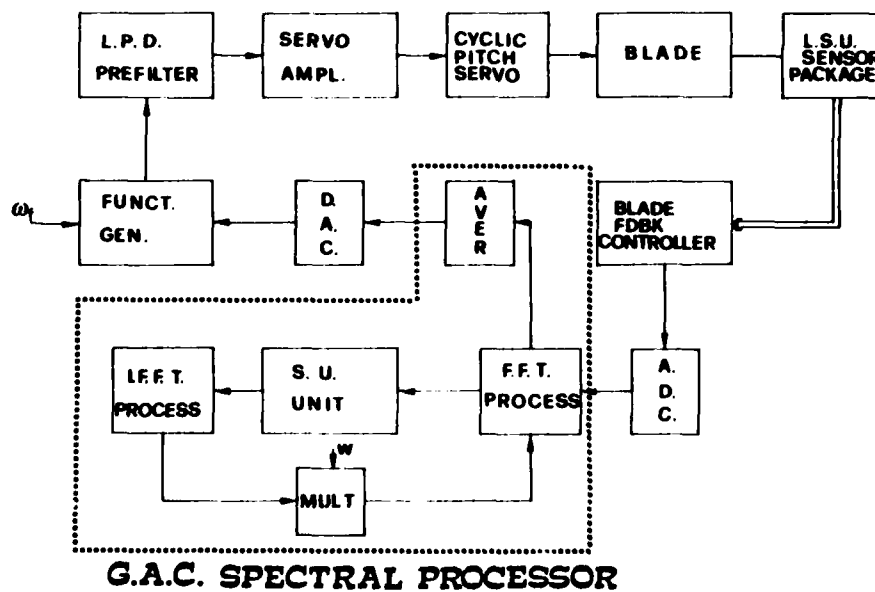 L.P.D.
PREFILTER
SERVO
AMPL.
CYCLIC
PITCH
SERVO
BLADE
L.S.U.
SENSOR
PACKAGE
ω
FUNCT.
GEN.
D.
A.
C.
A
V
E
R
BLADE
FDBK
CONTROLLER
I.F.F.T.
PROCESS
S.U.
UNIT
F.F.T.
PROCESS
A.
D.
C.
W
MULT
G.A.C. SPECTRAL PROCESSOR